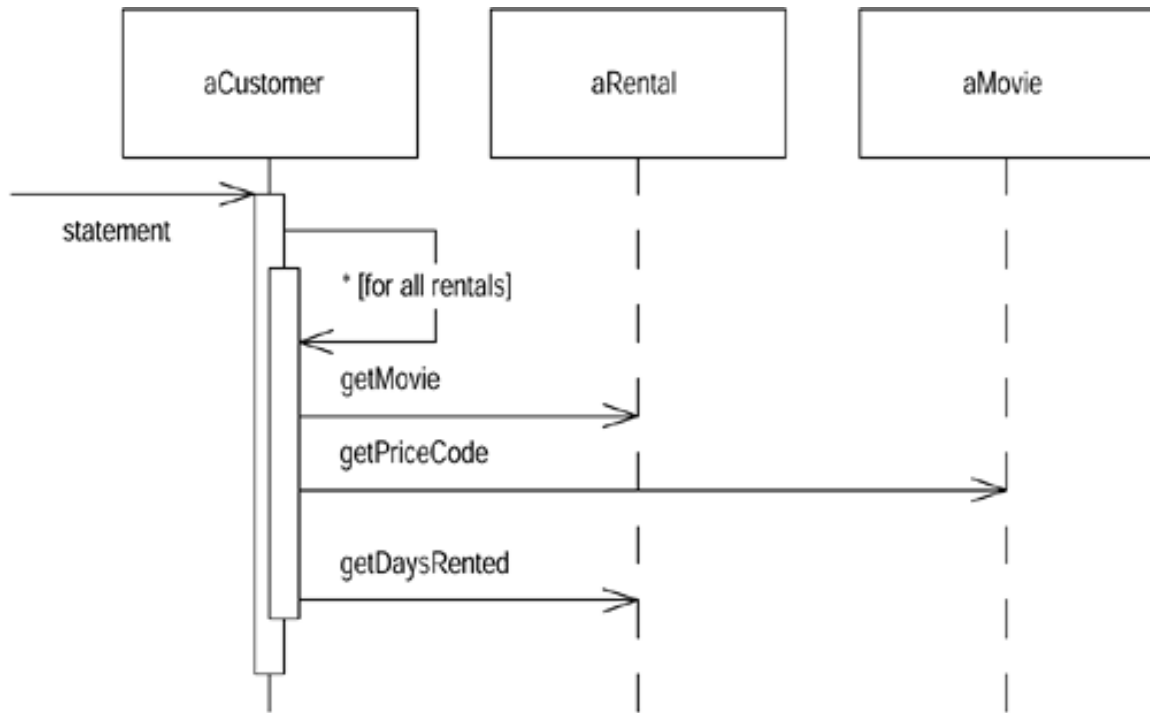 aCustomer
aRental
aMovie
statement
* [for all rentals]
getMovie
getPriceCode
getDaysRented